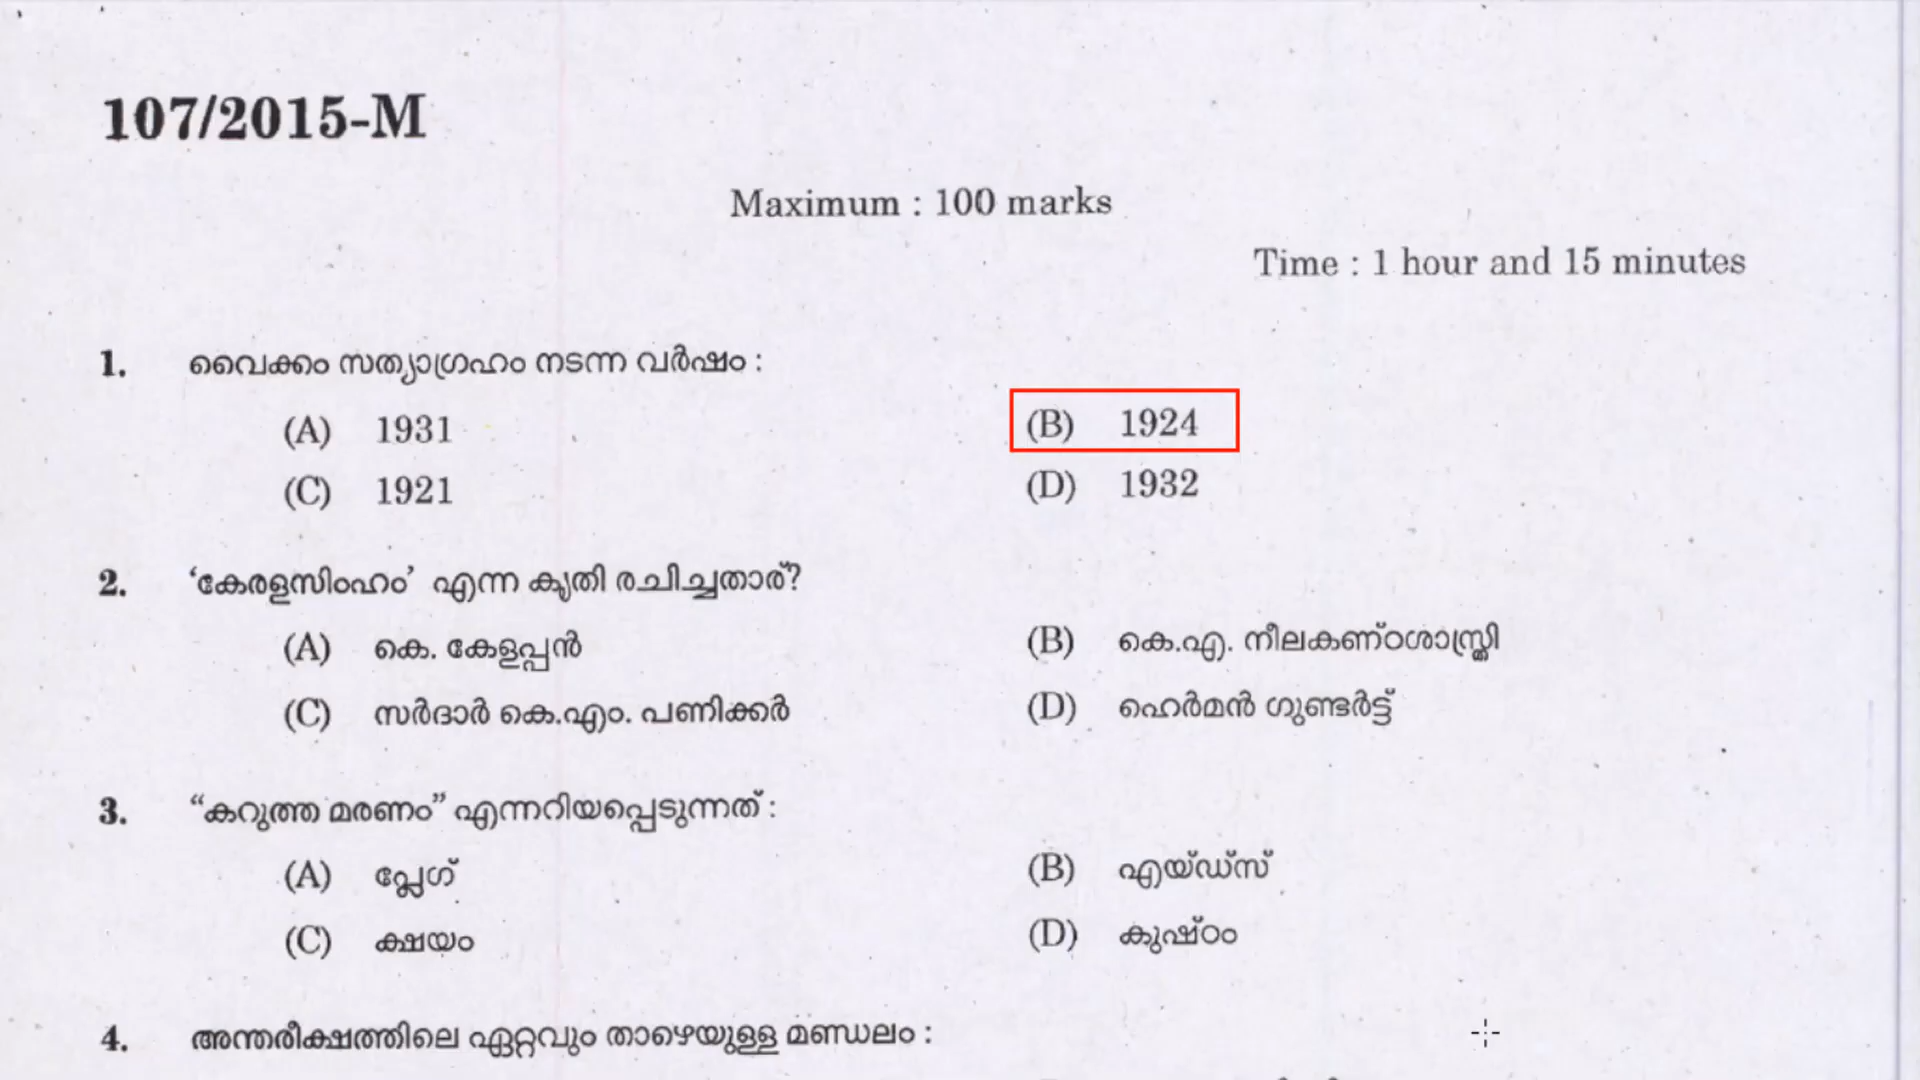 107/2015-M
Maximum : 100 marks
Time : 1 hour and 15 minutes
1. വൈക്കം സത്യാഗ്രഹം നടന്ന വർഷം :
(A) 1931 (B) 1924
(C) 1921 (D) 1932
2. ‘കേരളസിംഹം’ എന്ന കൃതി രചിച്ചതാര്?
(A) കെ. കേളപ്പൻ (B) കെ.എ. നീലകണ്ഠശാസ്ത്രി
(C) സർദാർ കെ.എം. പണിക്കർ (D) ഹെർമൻ ഗുണ്ടർട്ട്
3. “കറുത്ത മരണം” എന്നറിയപ്പെടുന്നത് :
(A) പ്ലേഗ് (B) എയ്ഡ്സ്
(C) ക്ഷയം (D) കുഷ്ഠം
4. അന്തരീക്ഷത്തിലെ ഏറ്റവും താഴെയുള്ള മണ്ഡലം :